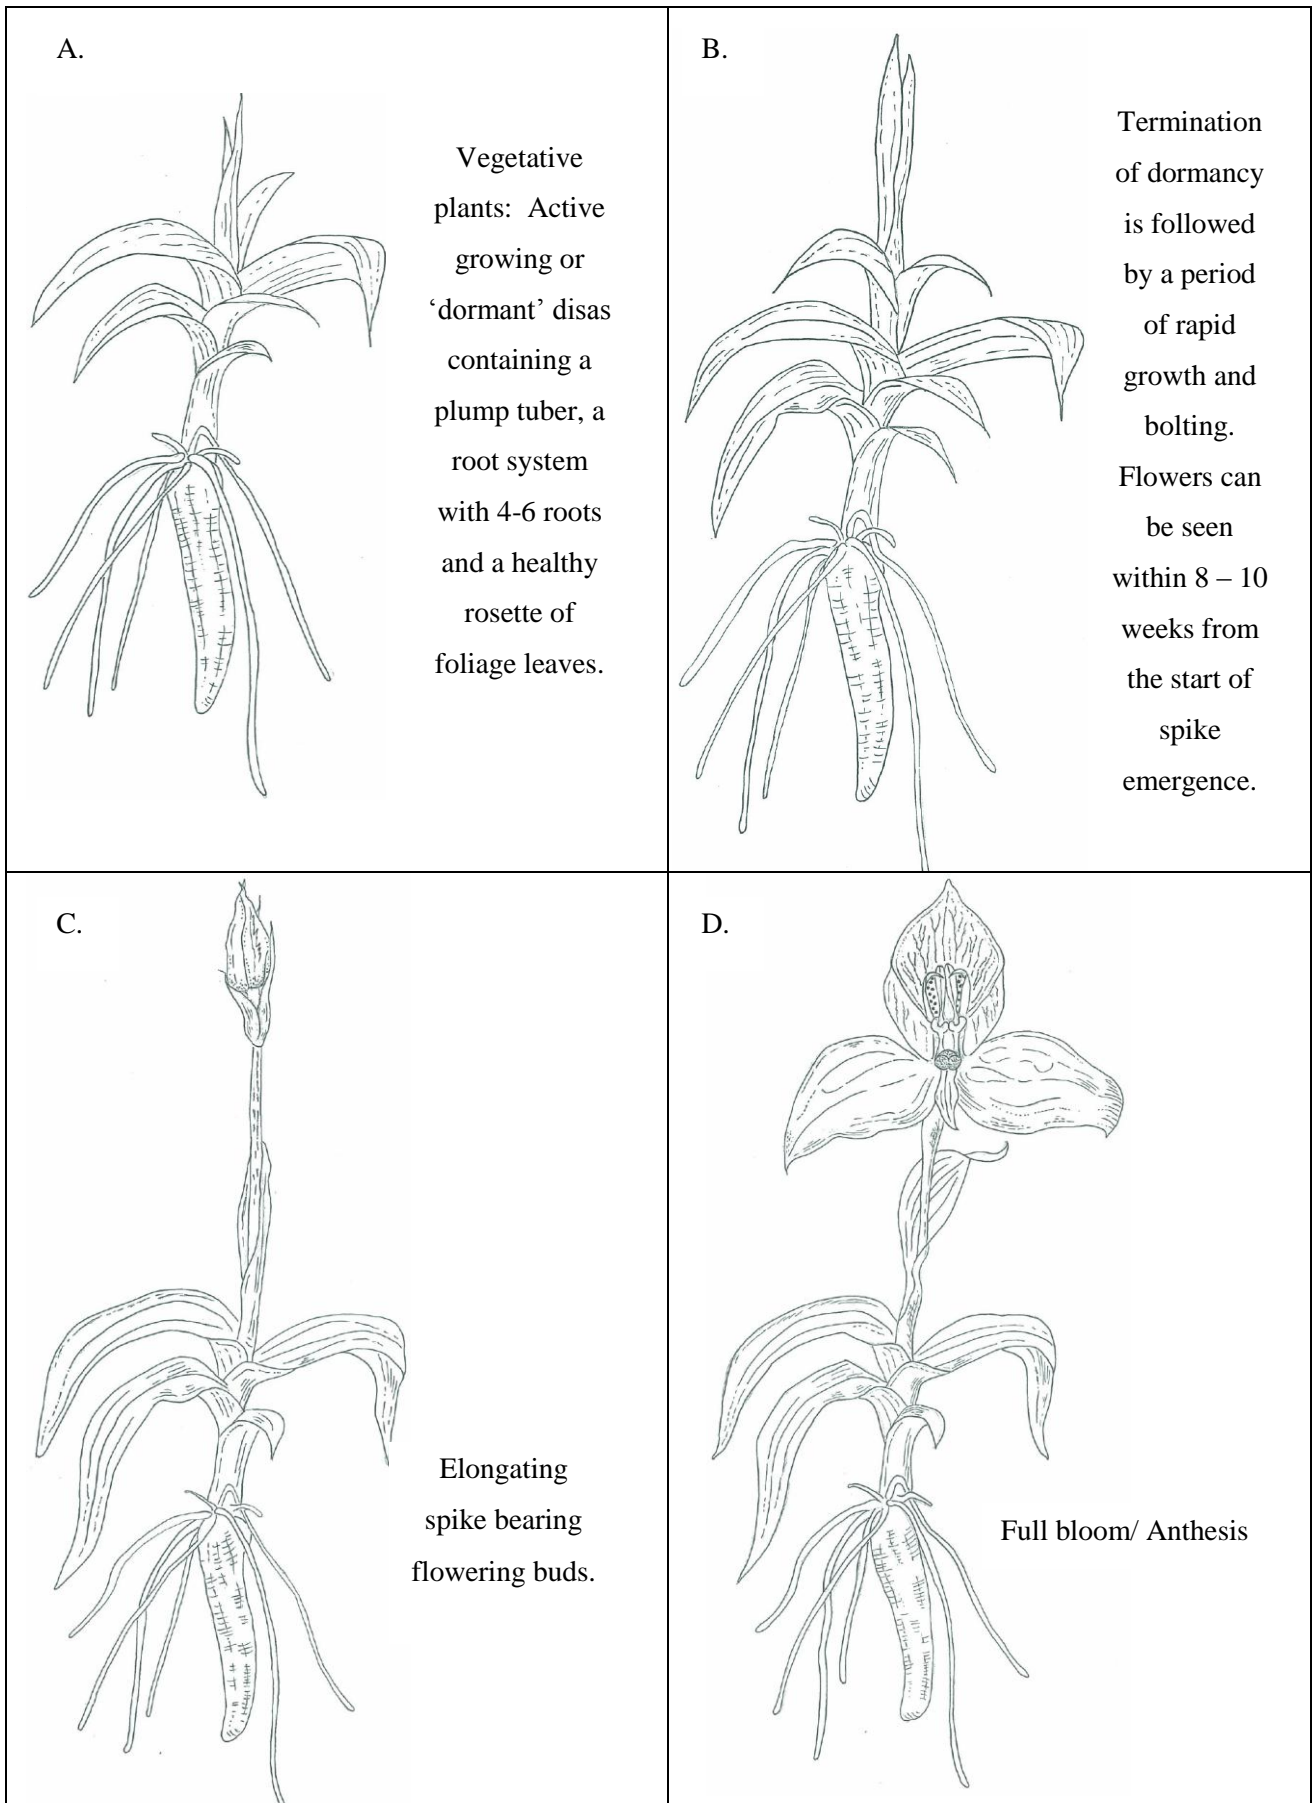 A.
Vegetative
plants: Active
growing or
‘dormant’ disas
containing a
plump tuber, a
root system
with 4-6 roots
and a healthy
rosette of
foliage leaves.
B.
Termination
of dormancy
is followed
by a period
of rapid
growth and
bolting.
Flowers can
be seen
within 8 – 10
weeks from
the start of
spike
emergence.
C.
Elongating
spike bearing
flowering buds.
D.
Full bloom/ Anthesis